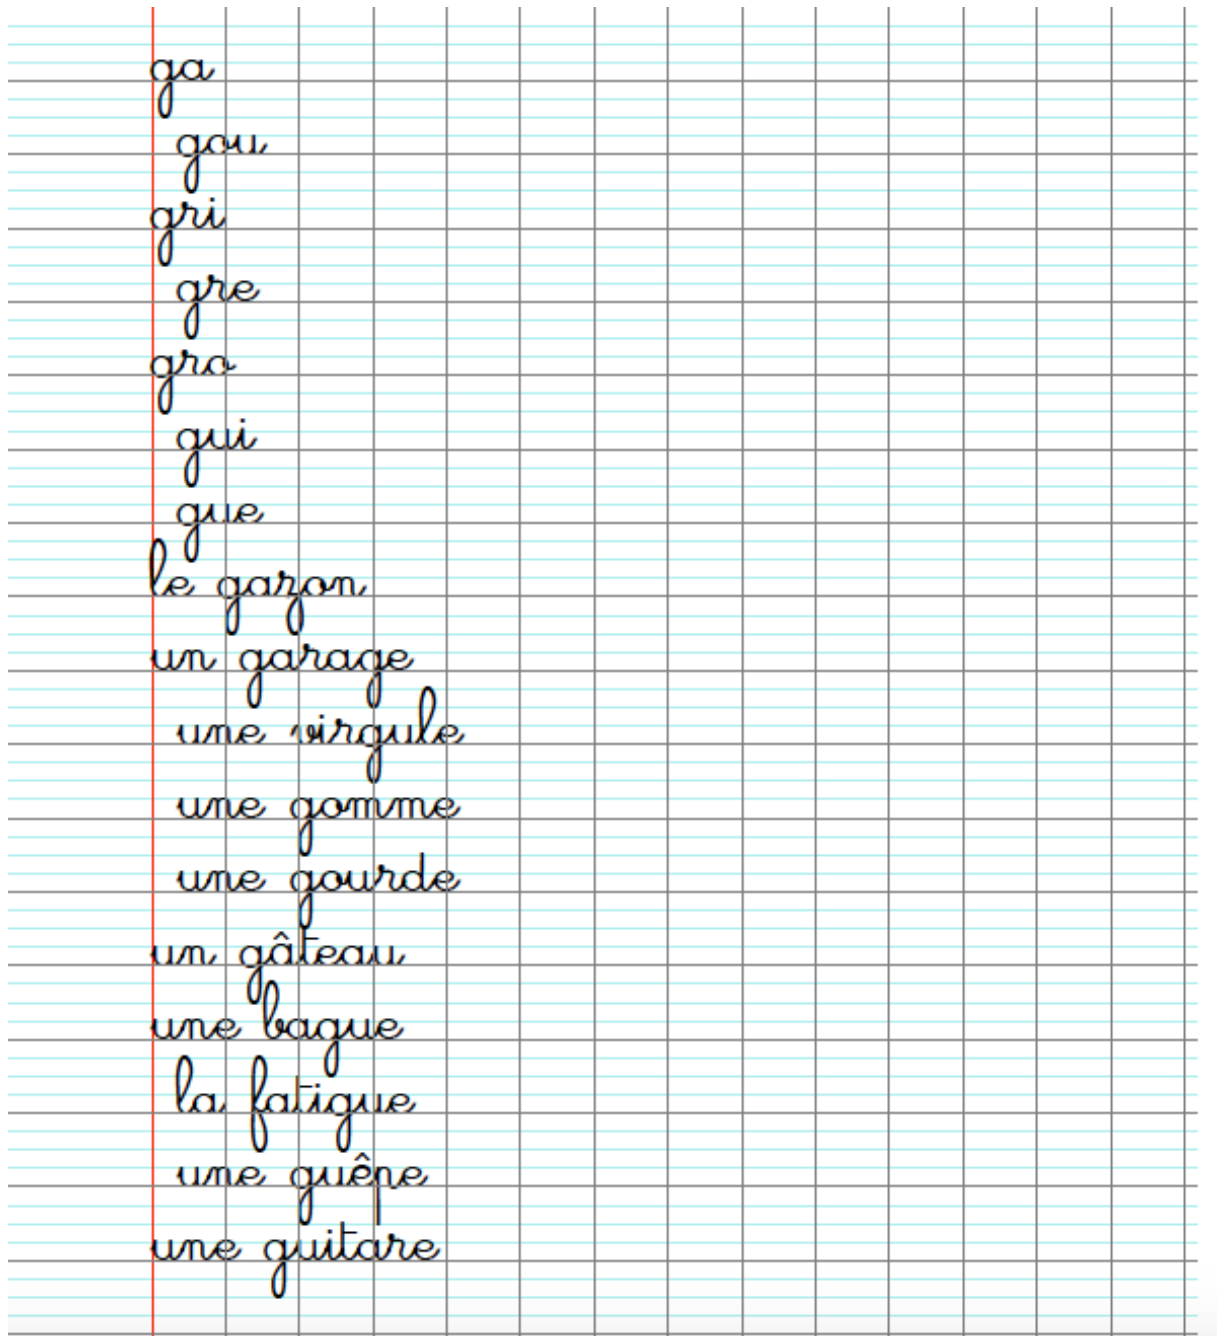 ga
gou
gri
gre
gro
gui
gue
le gazon
un garage
une virgule
une gomme
une gourde
un gâteau
une bague
la fatigue
une guêpe
une guitare